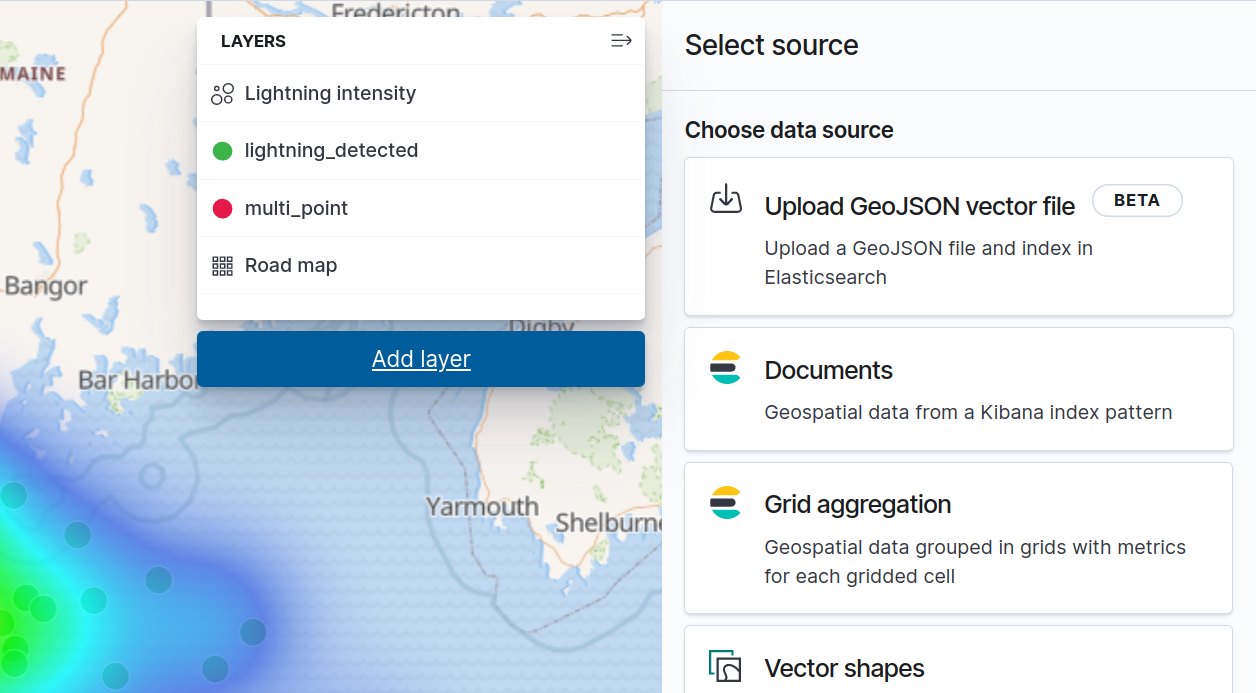 Fredericton
MAINE
Bangor
Bar Harbor
Digby
Yarmouth
Shelburne
LAYERS
Lightning intensity
lightning_detected
multi_point
Road map
Add layer
Select source
Choose data source
Upload GeoJSON vector file BETA
Upload a GeoJSON file and index in
Elasticsearch
Documents
Geospatial data from a Kibana index pattern
Grid aggregation
Geospatial data grouped in grids with metrics
for each gridded cell
Vector shapes